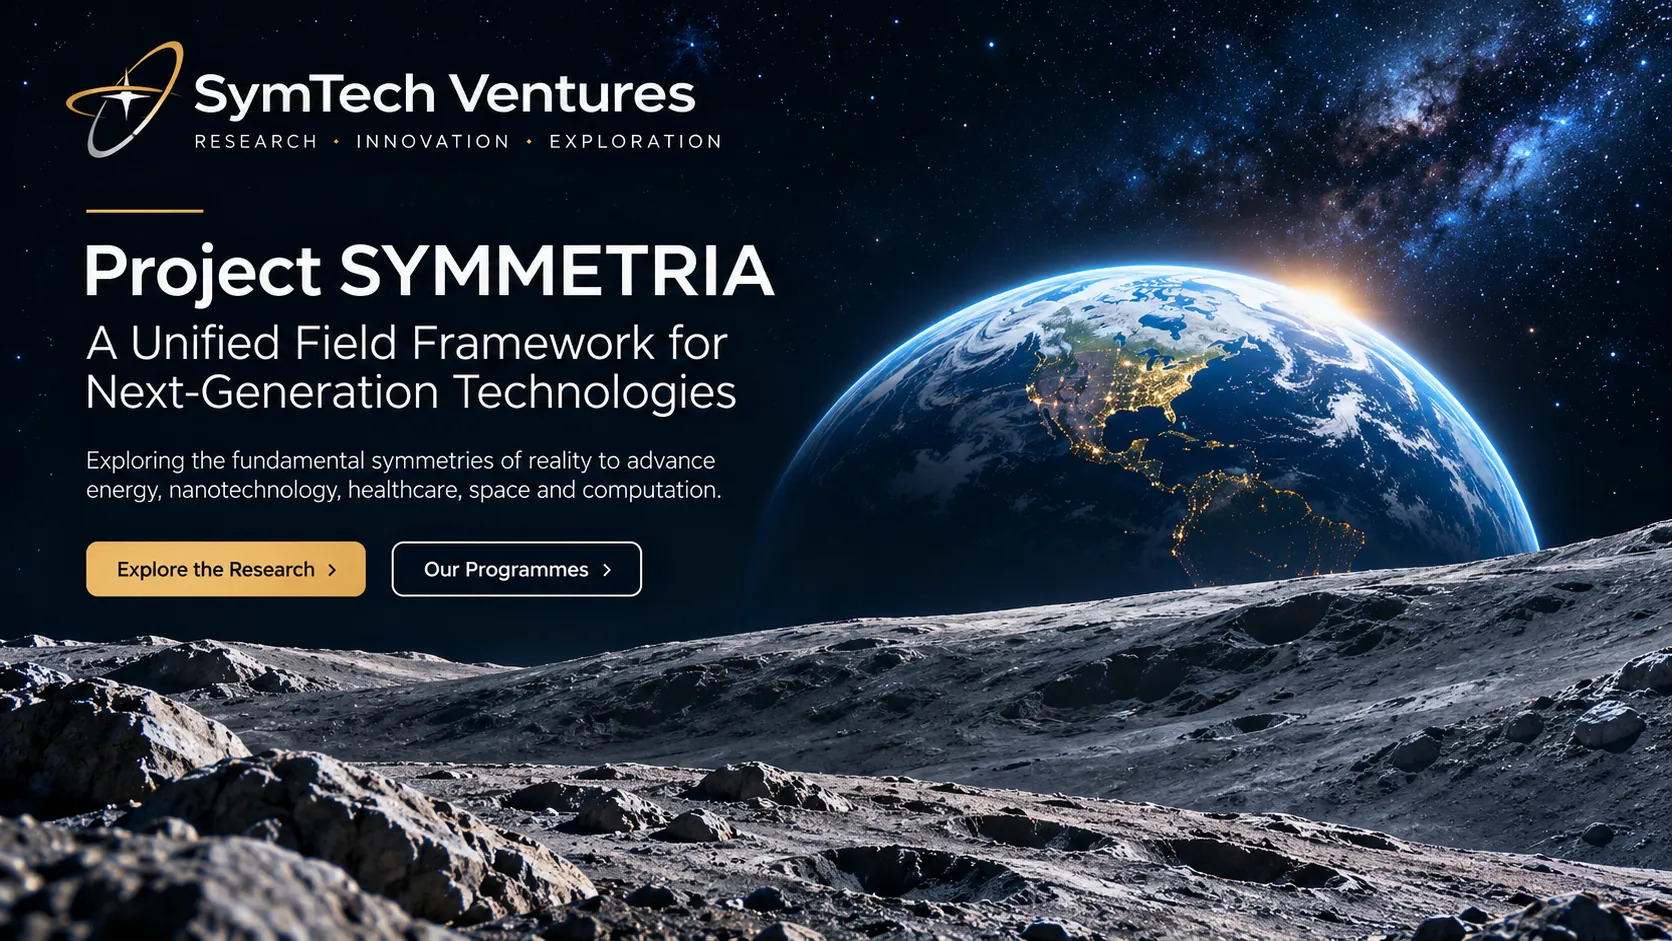 SymTech Ventures
RESEARCH • INNOVATION • EXPLORATION
Project SYMMETRIA
A Unified Field Framework for
Next-Generation Technologies
Exploring the fundamental symmetries of reality to advance
energy, nanotechnology, healthcare, space and computation.
Explore the Research >
Our Programmes >